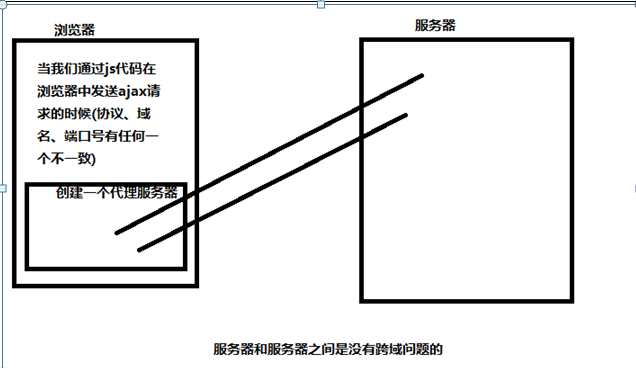 浏览器
服务器
当我们通过js代码在
浏览器中发送ajax请
求的时候(协议、域
名、端口号有任何一
个不一致)
创建一个代理服务器
服务器和服务器之间是没有跨域问题的